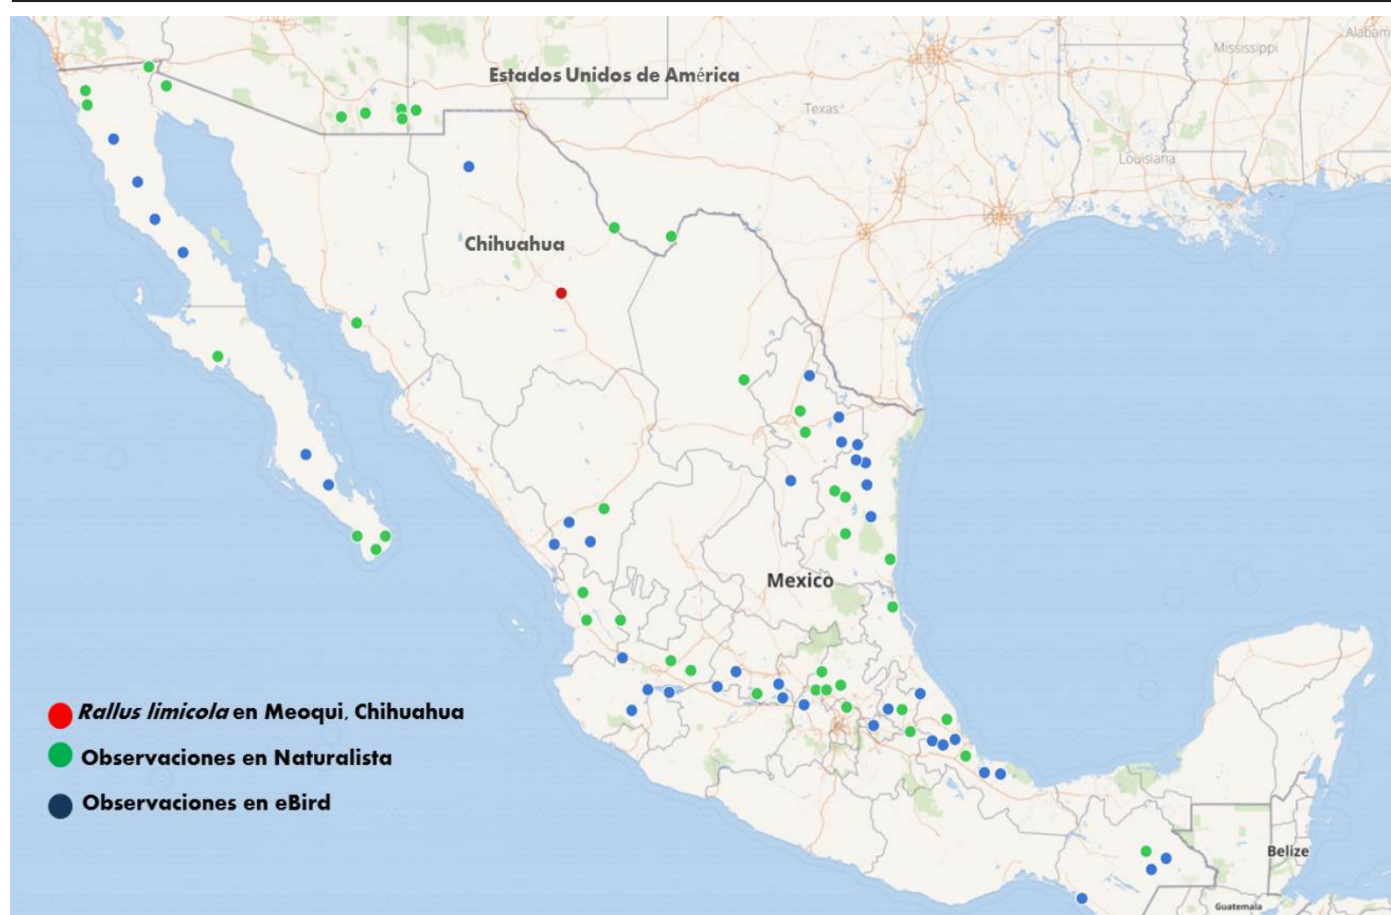 Mississippi
Alabam
Estados Unidos de América
Texas
Louisiana
Chihuahua
Mexico
Rallus limicola en Meoqui, Chihuahua
Observaciones en Naturalista
Observaciones en eBird
Belize
Guatemala